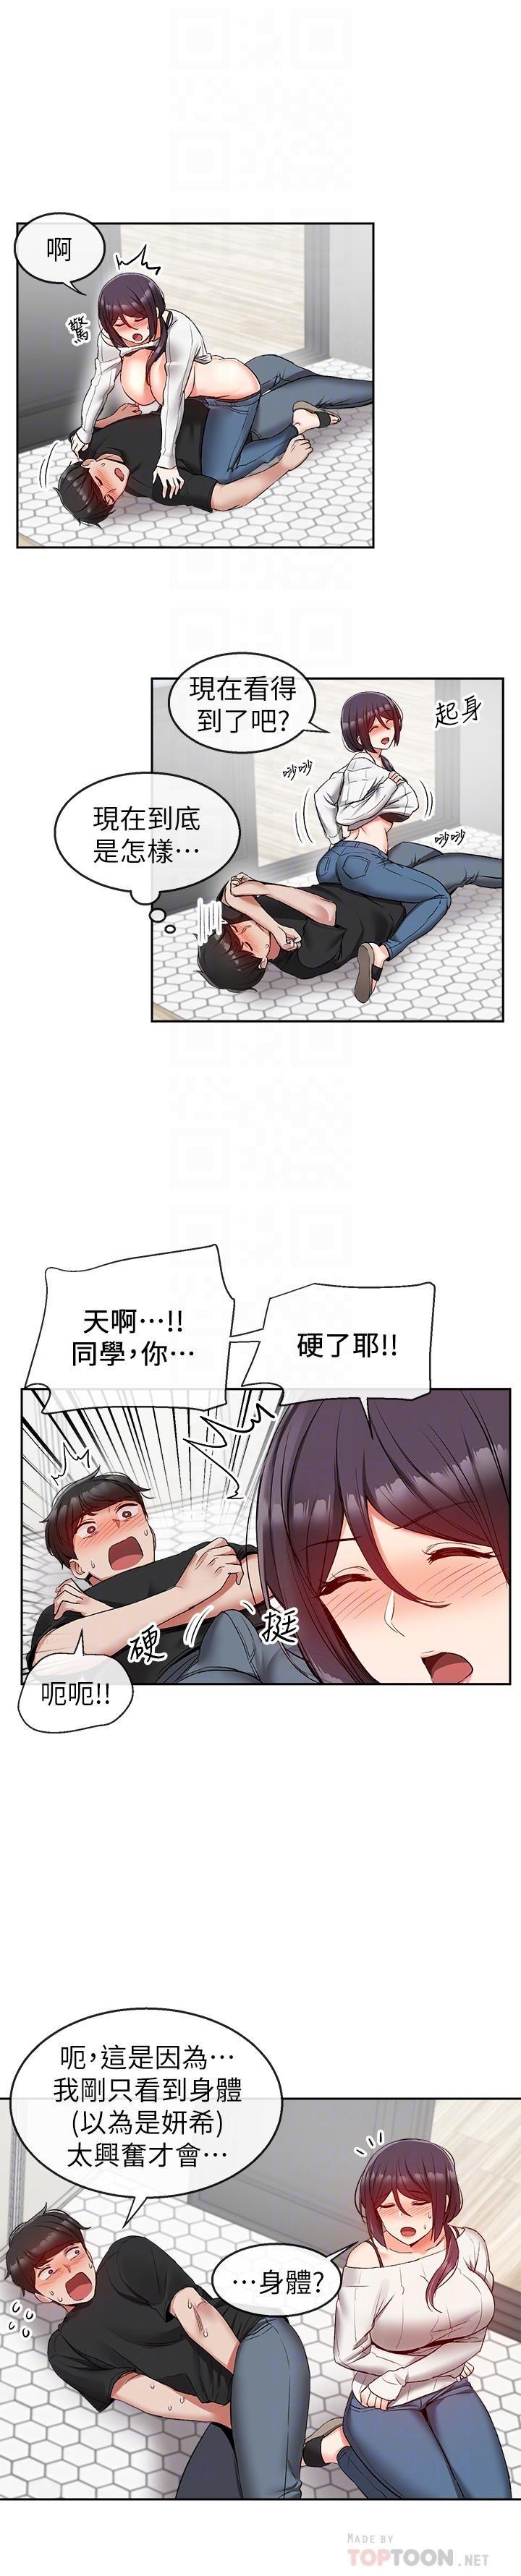 啊
驚
現在看得
到了吧?
起身
唦唦
唦唦
現在到底
是怎樣…
天啊…!!
同學,你…
硬了耶!!
硬
挺
呃呃!!
呃,這是因為…
我剛只看到身體
(以為是妍希)
太興奮才會…
…身體?
MADE BY
TOPTOON.NET